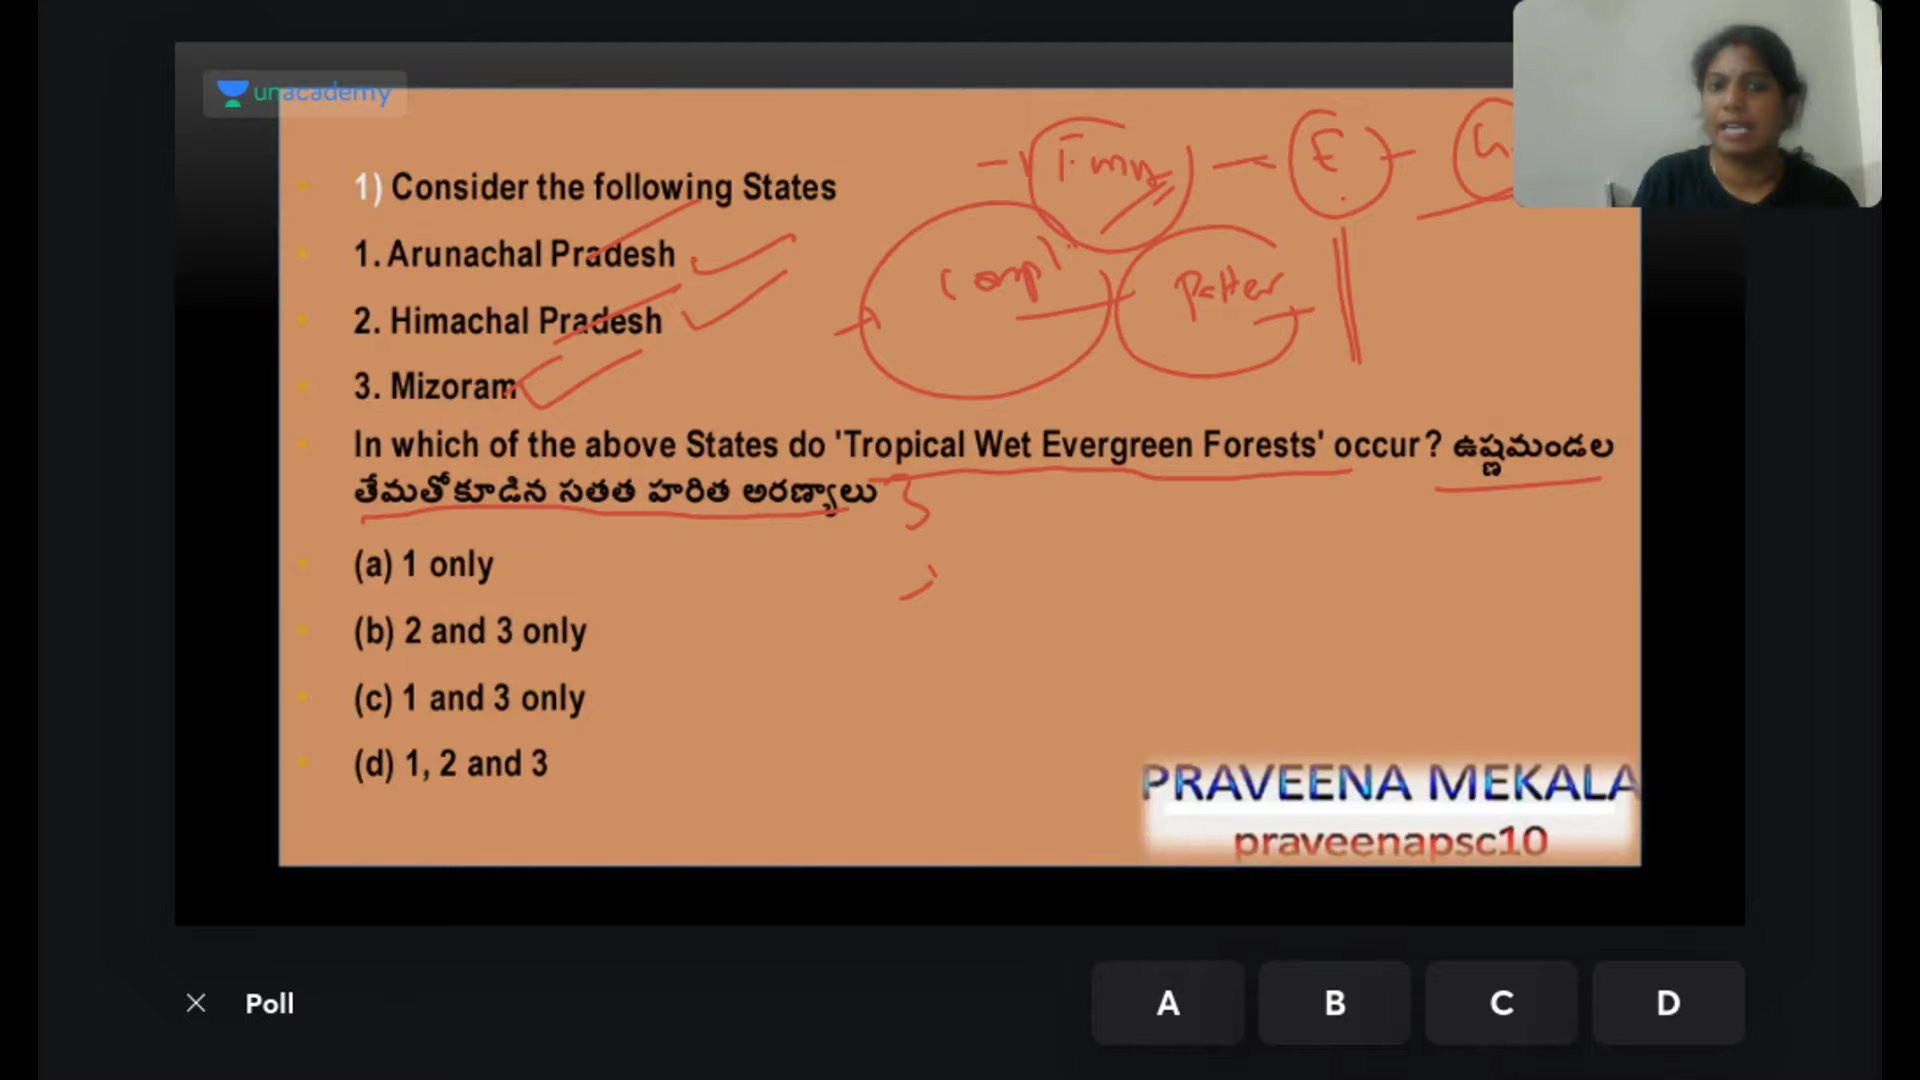 unacademy
1) Consider the following States
1. Arunachal Pradesh
2. Himachal Pradesh
3. Mizoram
In which of the above States do 'Tropical Wet Evergreen Forests' occur? ఉష్ణమండల
తేమతోకూడిన సతత హరిత అరణ్యాలు
3
(a) 1 only
(b) 2 and 3 only
(c) 1 and 3 only
(d) 1, 2 and 3
E
PRAVEENA MEKALA
praveenapsc10
Poll
A B C D